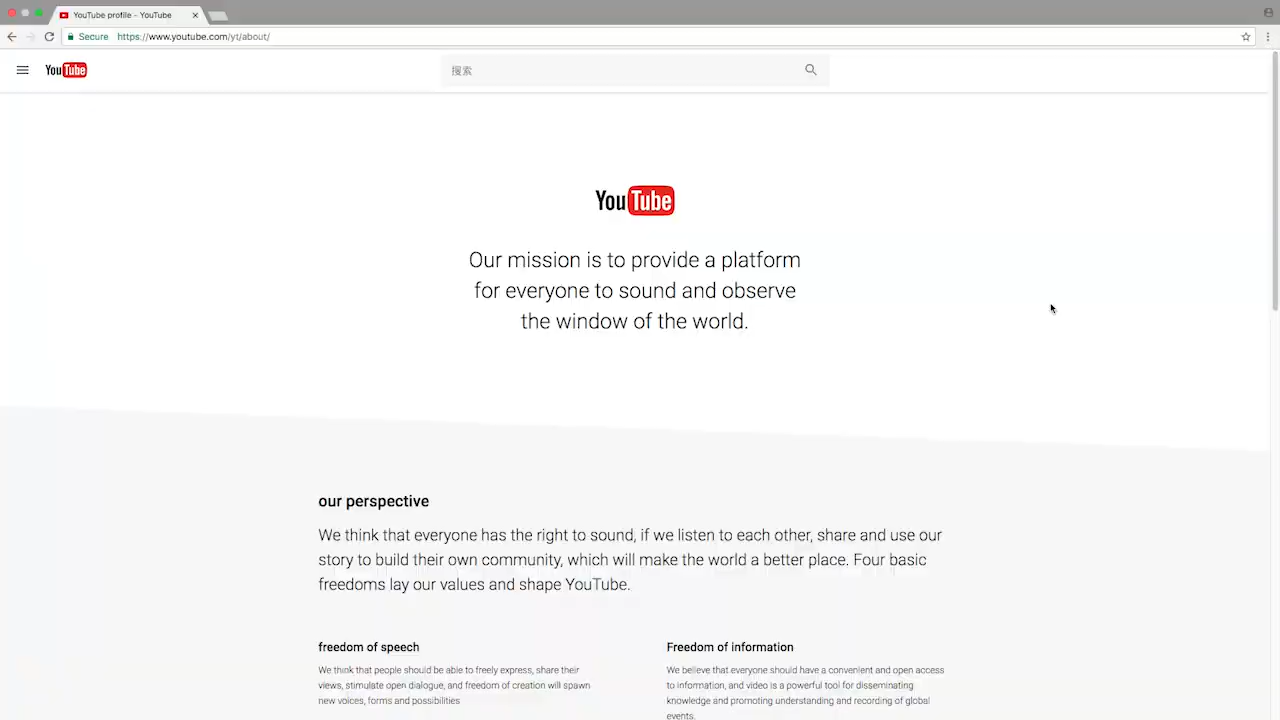 YouTube profile - YouTube
Secure https://www.youtube.com/yt/about/
YouTube
搜索
YouTube
Our mission is to provide a platform
for everyone to sound and observe
the window of the world.
our perspective
We think that everyone has the right to sound, if we listen to each other, share and use our
story to build their own community, which will make the world a better place. Four basic
freedoms lay our values and shape YouTube.
freedom of speech
We think that people should be able to freely express, share their
views, stimulate open dialogue, and freedom of creation will spawn
new voices, forms and possibilities
Freedom of information
We believe that everyone should have a convenient and open access
to information, and video is a powerful tool for disseminating
knowledge and promoting understanding and recording of global
events.